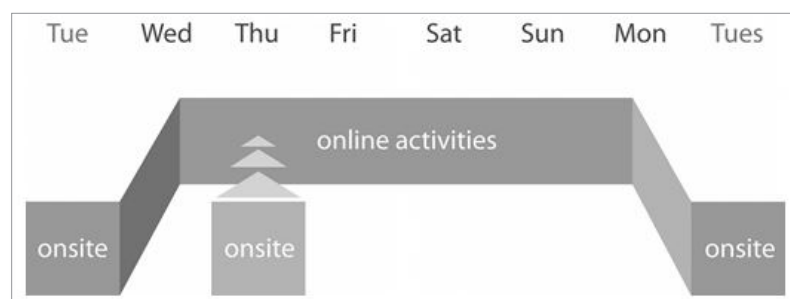 Tue Wed Thu Fri Sat Sun Mon Tues
online activities
onsite onsite onsite